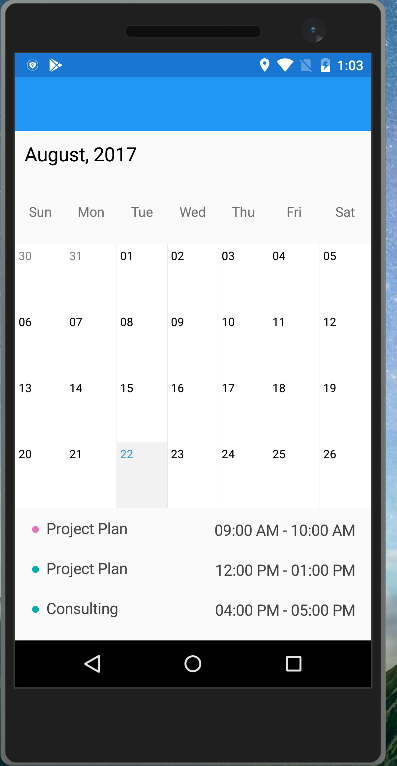 1:03
August, 2017
Sun Mon Tue Wed Thu Fri Sat
30 31 01 02 03 04 05
06 07 08 09 10 11 12
13 14 15 16 17 18 19
20 21 22 23 24 25 26
Project Plan 09:00 AM - 10:00 AM
Project Plan 12:00 PM - 01:00 PM
Consulting 04:00 PM - 05:00 PM